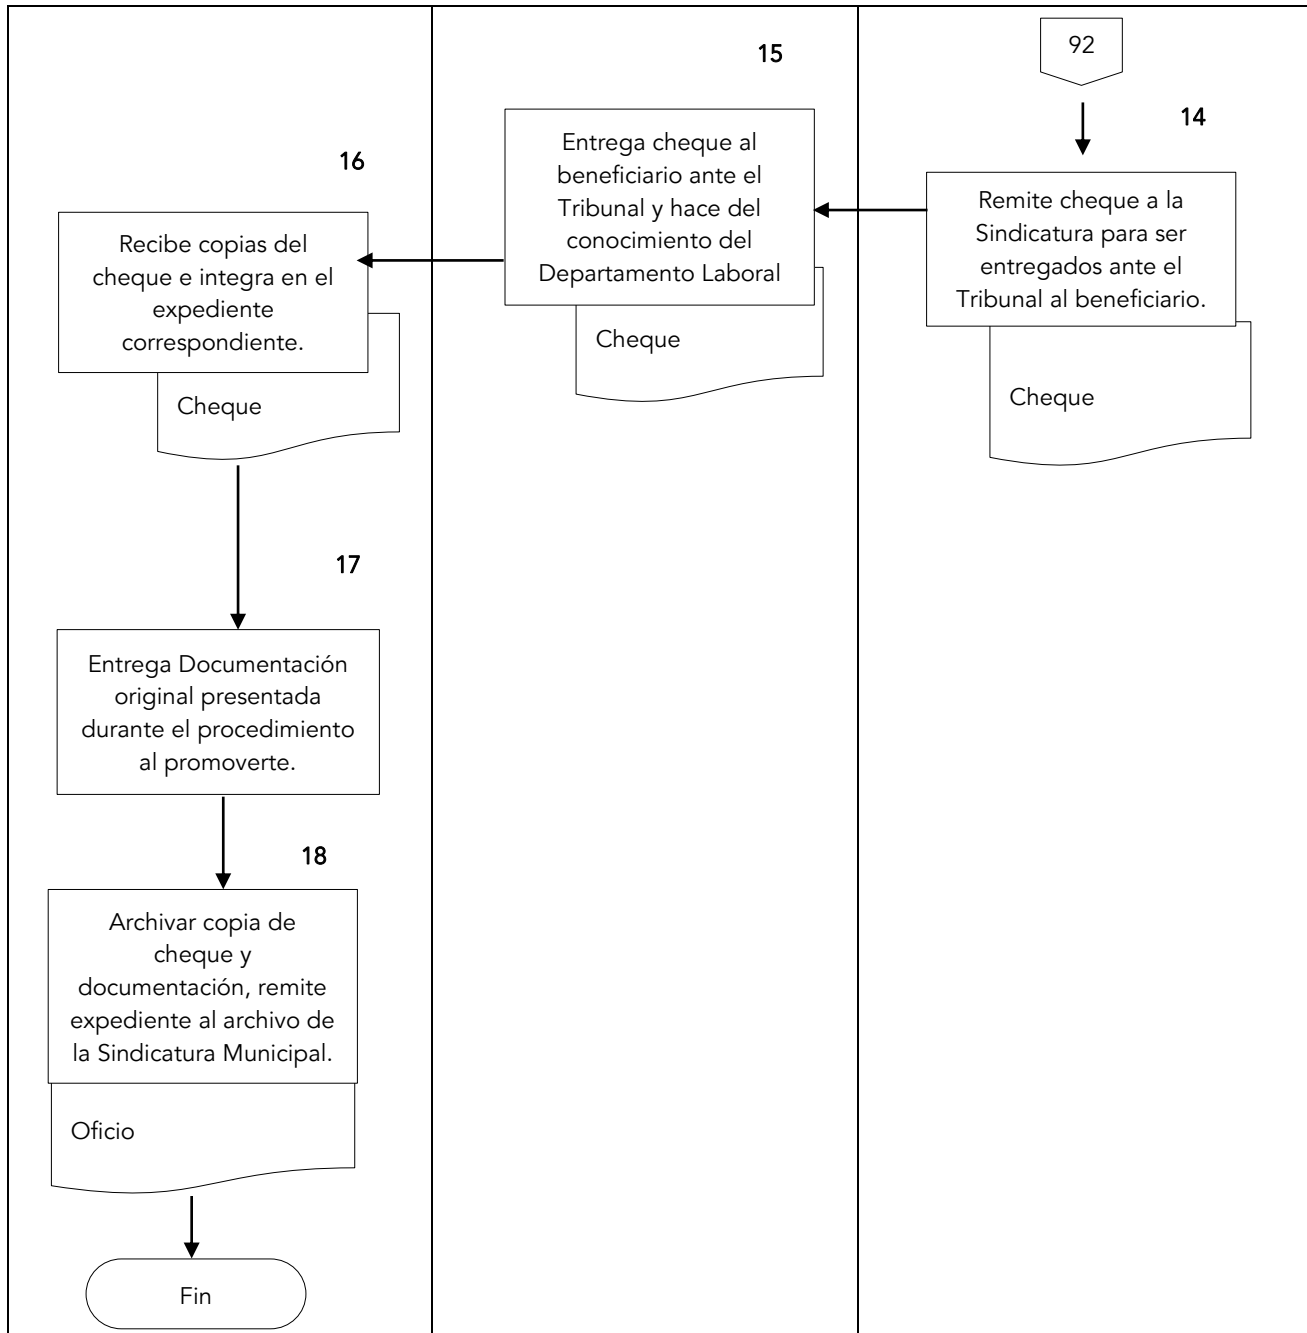 92
14
Remite cheque a la
Sindicatura para ser
entregados ante el
Tribunal al beneficiario.
Cheque
15
Entrega cheque al
beneficiario ante el
Tribunal y hace del
conocimiento del
Departamento Laboral
Cheque
16
Recibe copias del
cheque e integra en el
expediente
correspondiente.
Cheque
17
Entrega Documentación
original presentada
durante el procedimiento
al promoverte.
18
Archivar copia de
cheque y
documentación, remite
expediente al archivo de
la Sindicatura Municipal.
Oficio
Fin